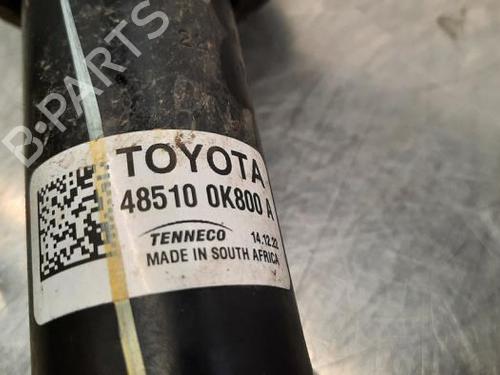 B-PARTS
TOYOTA
48510 0K800 A
TENNECO 14.12.22
MADE IN SOUTH AFRICA